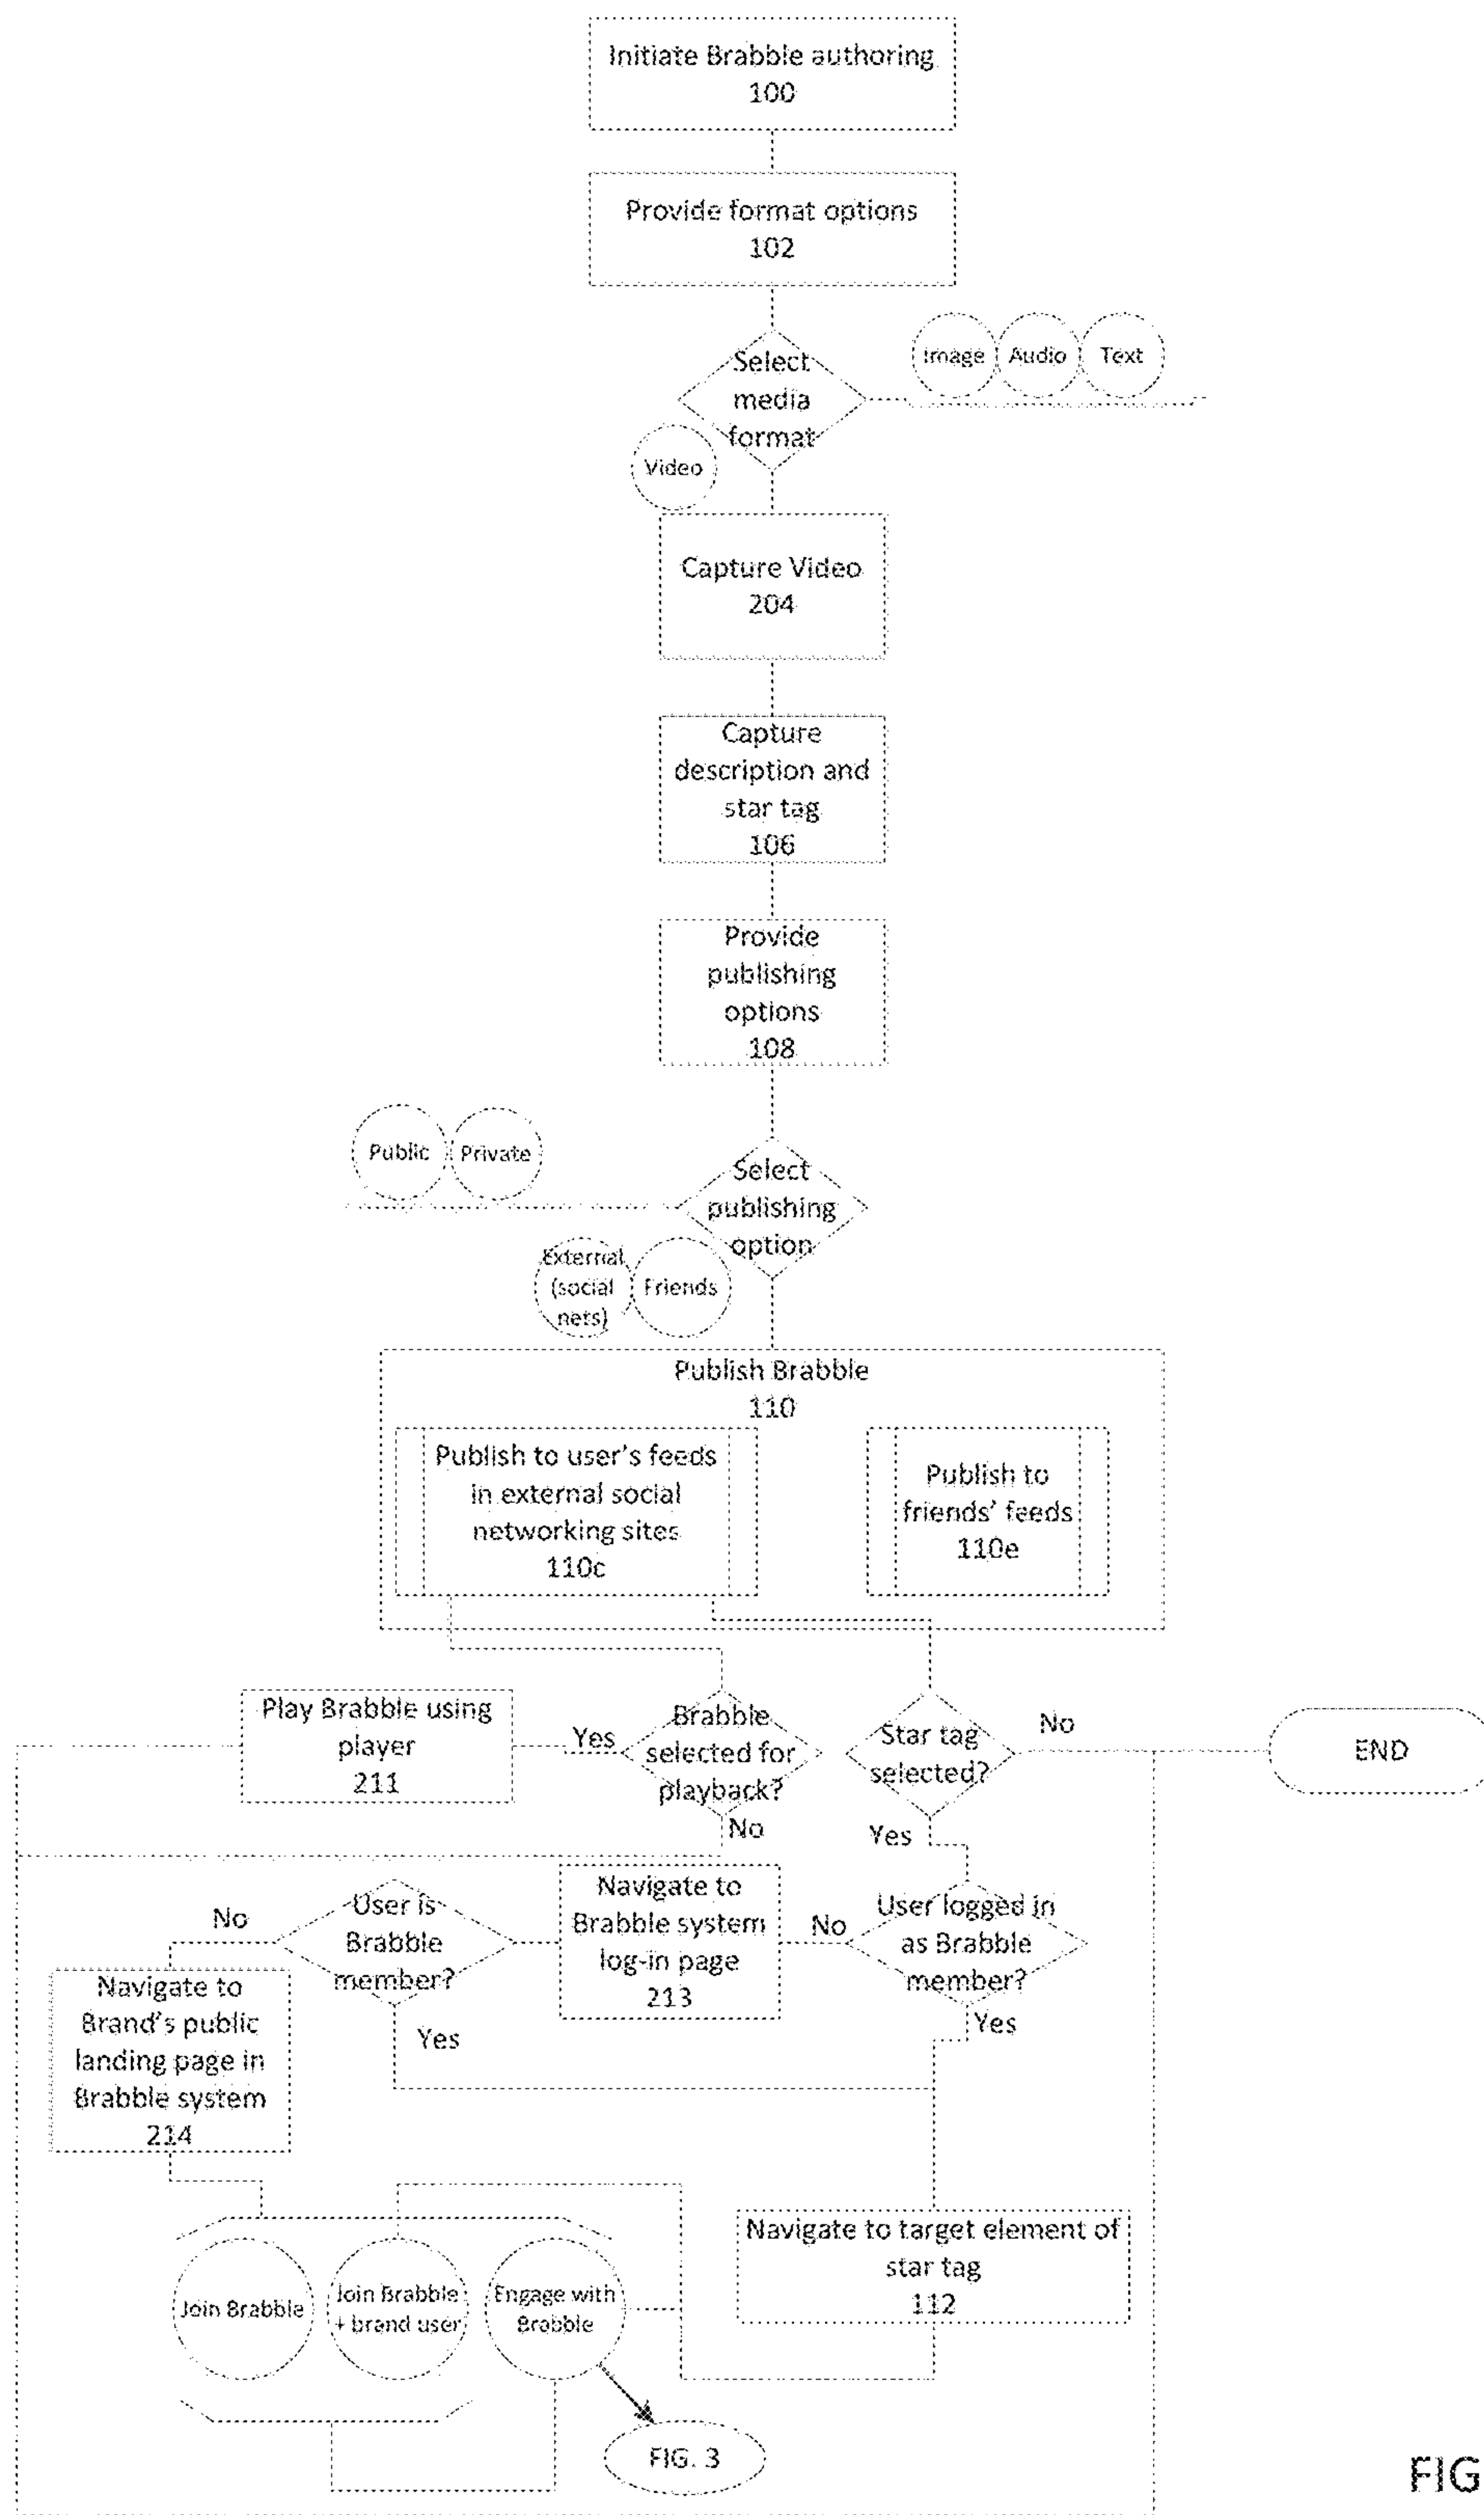 Initiate Brabble authoring
100
Provide format options
102
Select
media
format
Image
Audio
Text
Video
Capture Video
204
Capture
description and
star tag
106
Provide
publishing
options
108
Public
Private
Select
publishing
option
External
(social
nets)
Friends
Publish Brabble
110
Publish to user's feeds
in external social
networking sites
110c
Publish to
friends' feeds
110e
Play Brabble using
player
211
Yes
Brabble
selected for
playback?
No
Star tag
selected?
No
END
Yes
No
User is
Brabble
member?
Navigate to
Brabble system
log-in page
213
No
User logged in
as Brabble
member?
Yes
Yes
Navigate to
Brand's public
landing page in
Brabble system
214
Join Brabble
Join Brabble
+ brand user
Engage with
Brabble
Navigate to target element of
star tag
112
FIG. 3
FIG